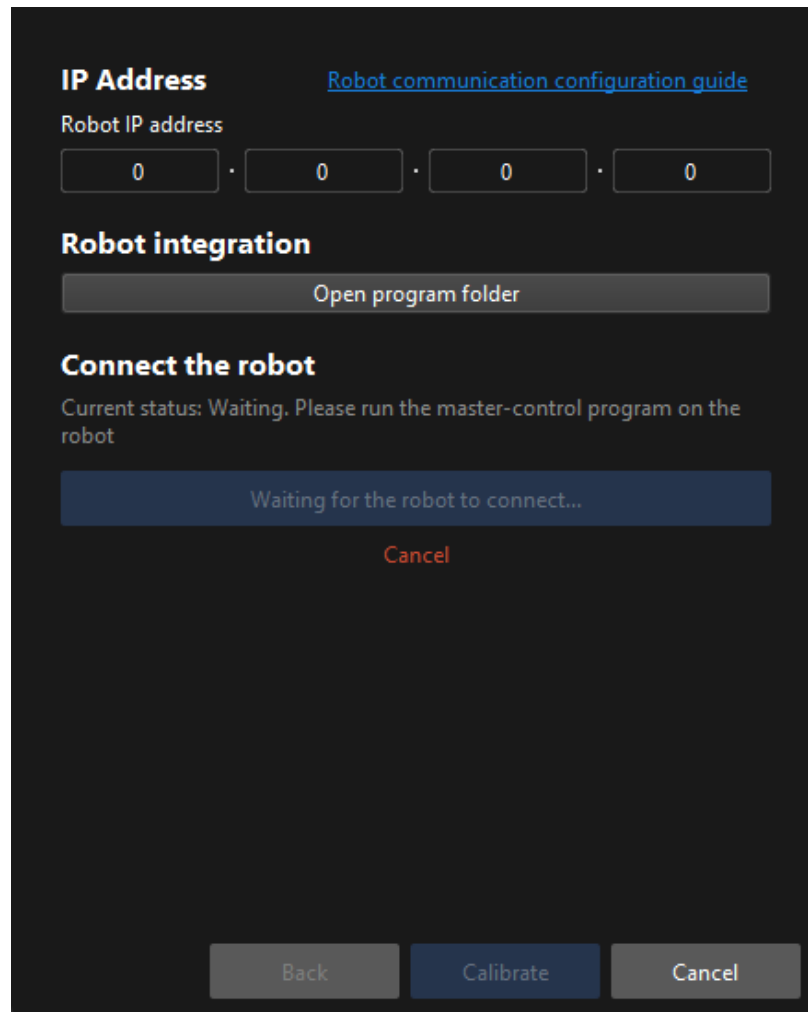 IP Address Robot communication configuration guide
Robot IP address
0 . 0 . 0 . 0
Robot integration
Open program folder
Connect the robot
Current status: Waiting. Please run the master-control program on the
robot
Waiting for the robot to connect...
Cancel
Back Calibrate Cancel